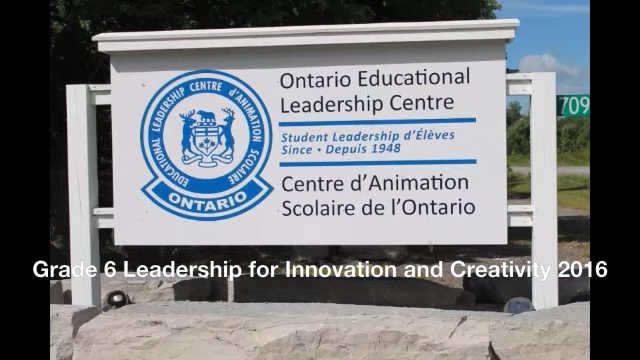 Ontario Educational
Leadership Centre
Student Leadership d'Élèves
Since • Depuis 1948
Centre d'Animation
Scolaire de l'Ontario
EDUCATIONAL LEADERSHIP CENTRE d'ANIMATION SCOLAIRE
ONTARIO
709
Grade 6 Leadership for Innovation and Creativity 2016